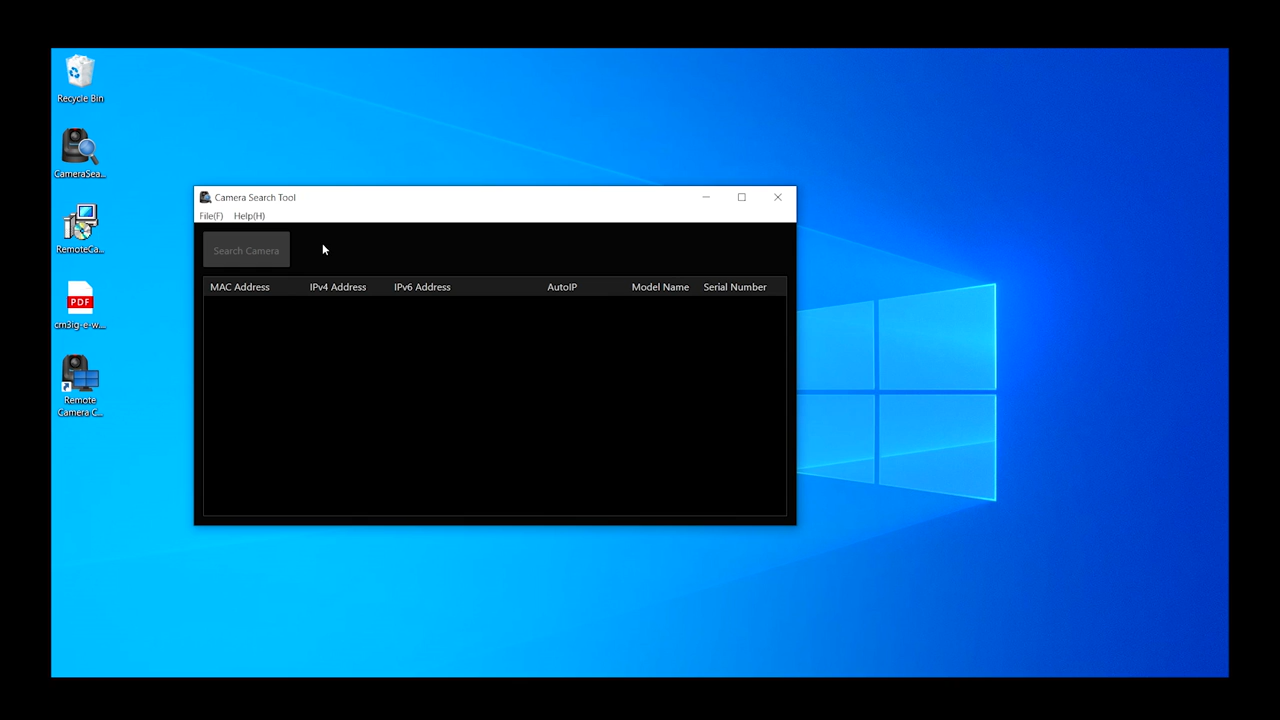 Recycle Bin
CameraSea...
RemoteCa...
PDF
crn3ig-e-w...
Remote
Camera C...
Camera Search Tool
File(F) Help(H)
Search Camera
MAC Address IPv4 Address IPv6 Address AutoIP Model Name Serial Number